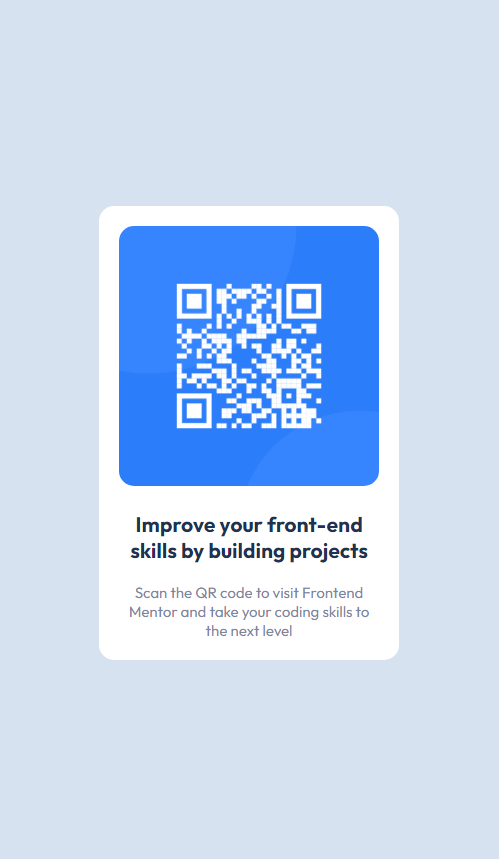 Improve your front-end
skills by building projects
Scan the QR code to visit Frontend
Mentor and take your coding skills to
the next level